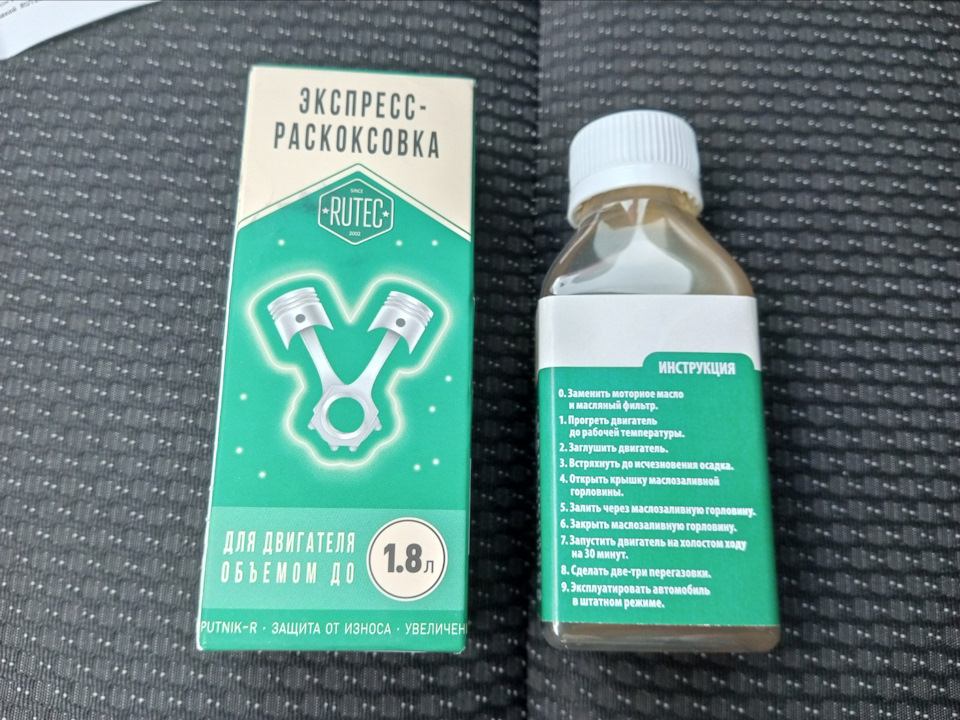 ЭКСПРЕСС-
РАСКОКСОВКА
SINCE
RUTEC
2002
ДЛЯ ДВИГАТЕЛЯ
ОБЪЕМОМ ДО
1.8л
PUTNIK-R · ЗАЩИТА ОТ ИЗНОСА · УВЕЛИЧЕН
ИНСТРУКЦИЯ
0. Заменить моторное масло
и масляный фильтр.
1. Прогреть двигатель
до рабочей температуры.
2. Заглушить двигатель.
3. Встряхнуть до исчезновения осадка.
4. Открыть крышку маслозаливной
горловины.
5. Залить через маслозаливную горловину.
6. Закрыть маслозаливную горловину.
7. Запустить двигатель на холостом ходу
на 30 минут.
8. Сделать две-три перегазовки.
9. Эксплуатировать автомобиль
в штатном режиме.